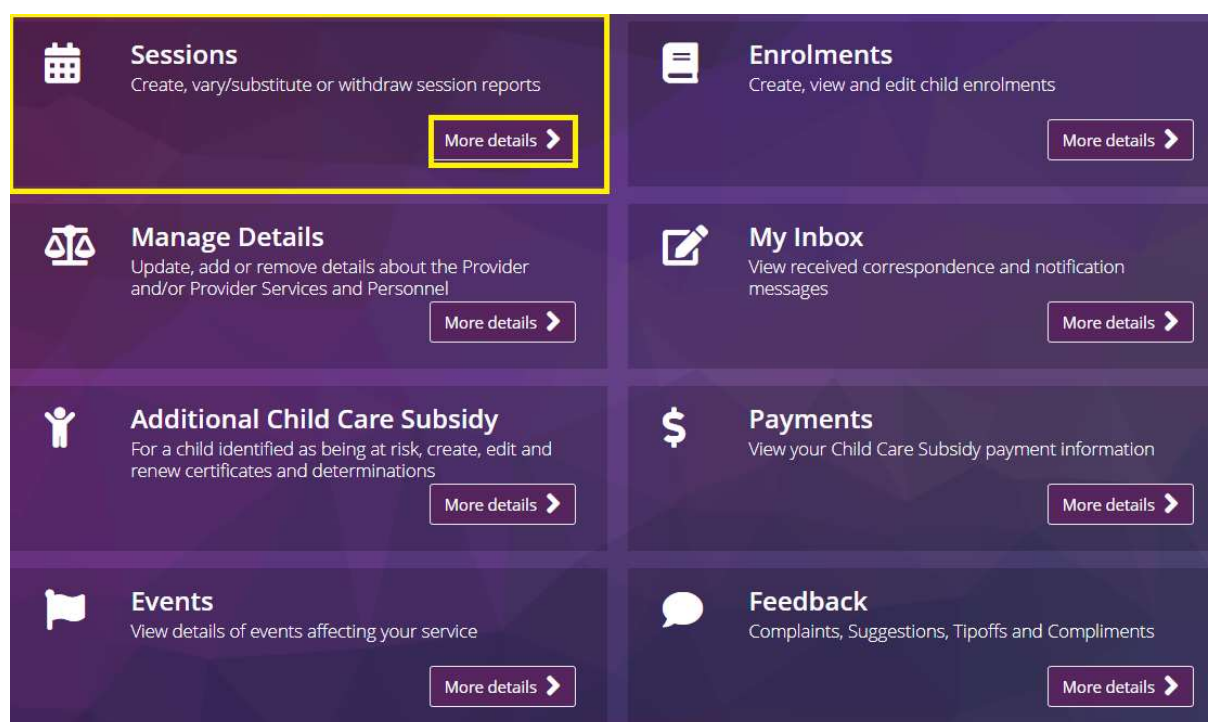 Sessions
Create, vary/substitute or withdraw session reports
More details
Enrolments
Create, view and edit child enrolments
More details
Manage Details
Update, add or remove details about the Provider
and/or Provider Services and Personnel
More details
My Inbox
View received correspondence and notification
messages
More details
Additional Child Care Subsidy
For a child identified as being at risk, create, edit and
renew certificates and determinations
More details
Payments
View your Child Care Subsidy payment information
More details
Events
View details of events affecting your service
More details
Feedback
Complaints, Suggestions, Tipoffs and Compliments
More details